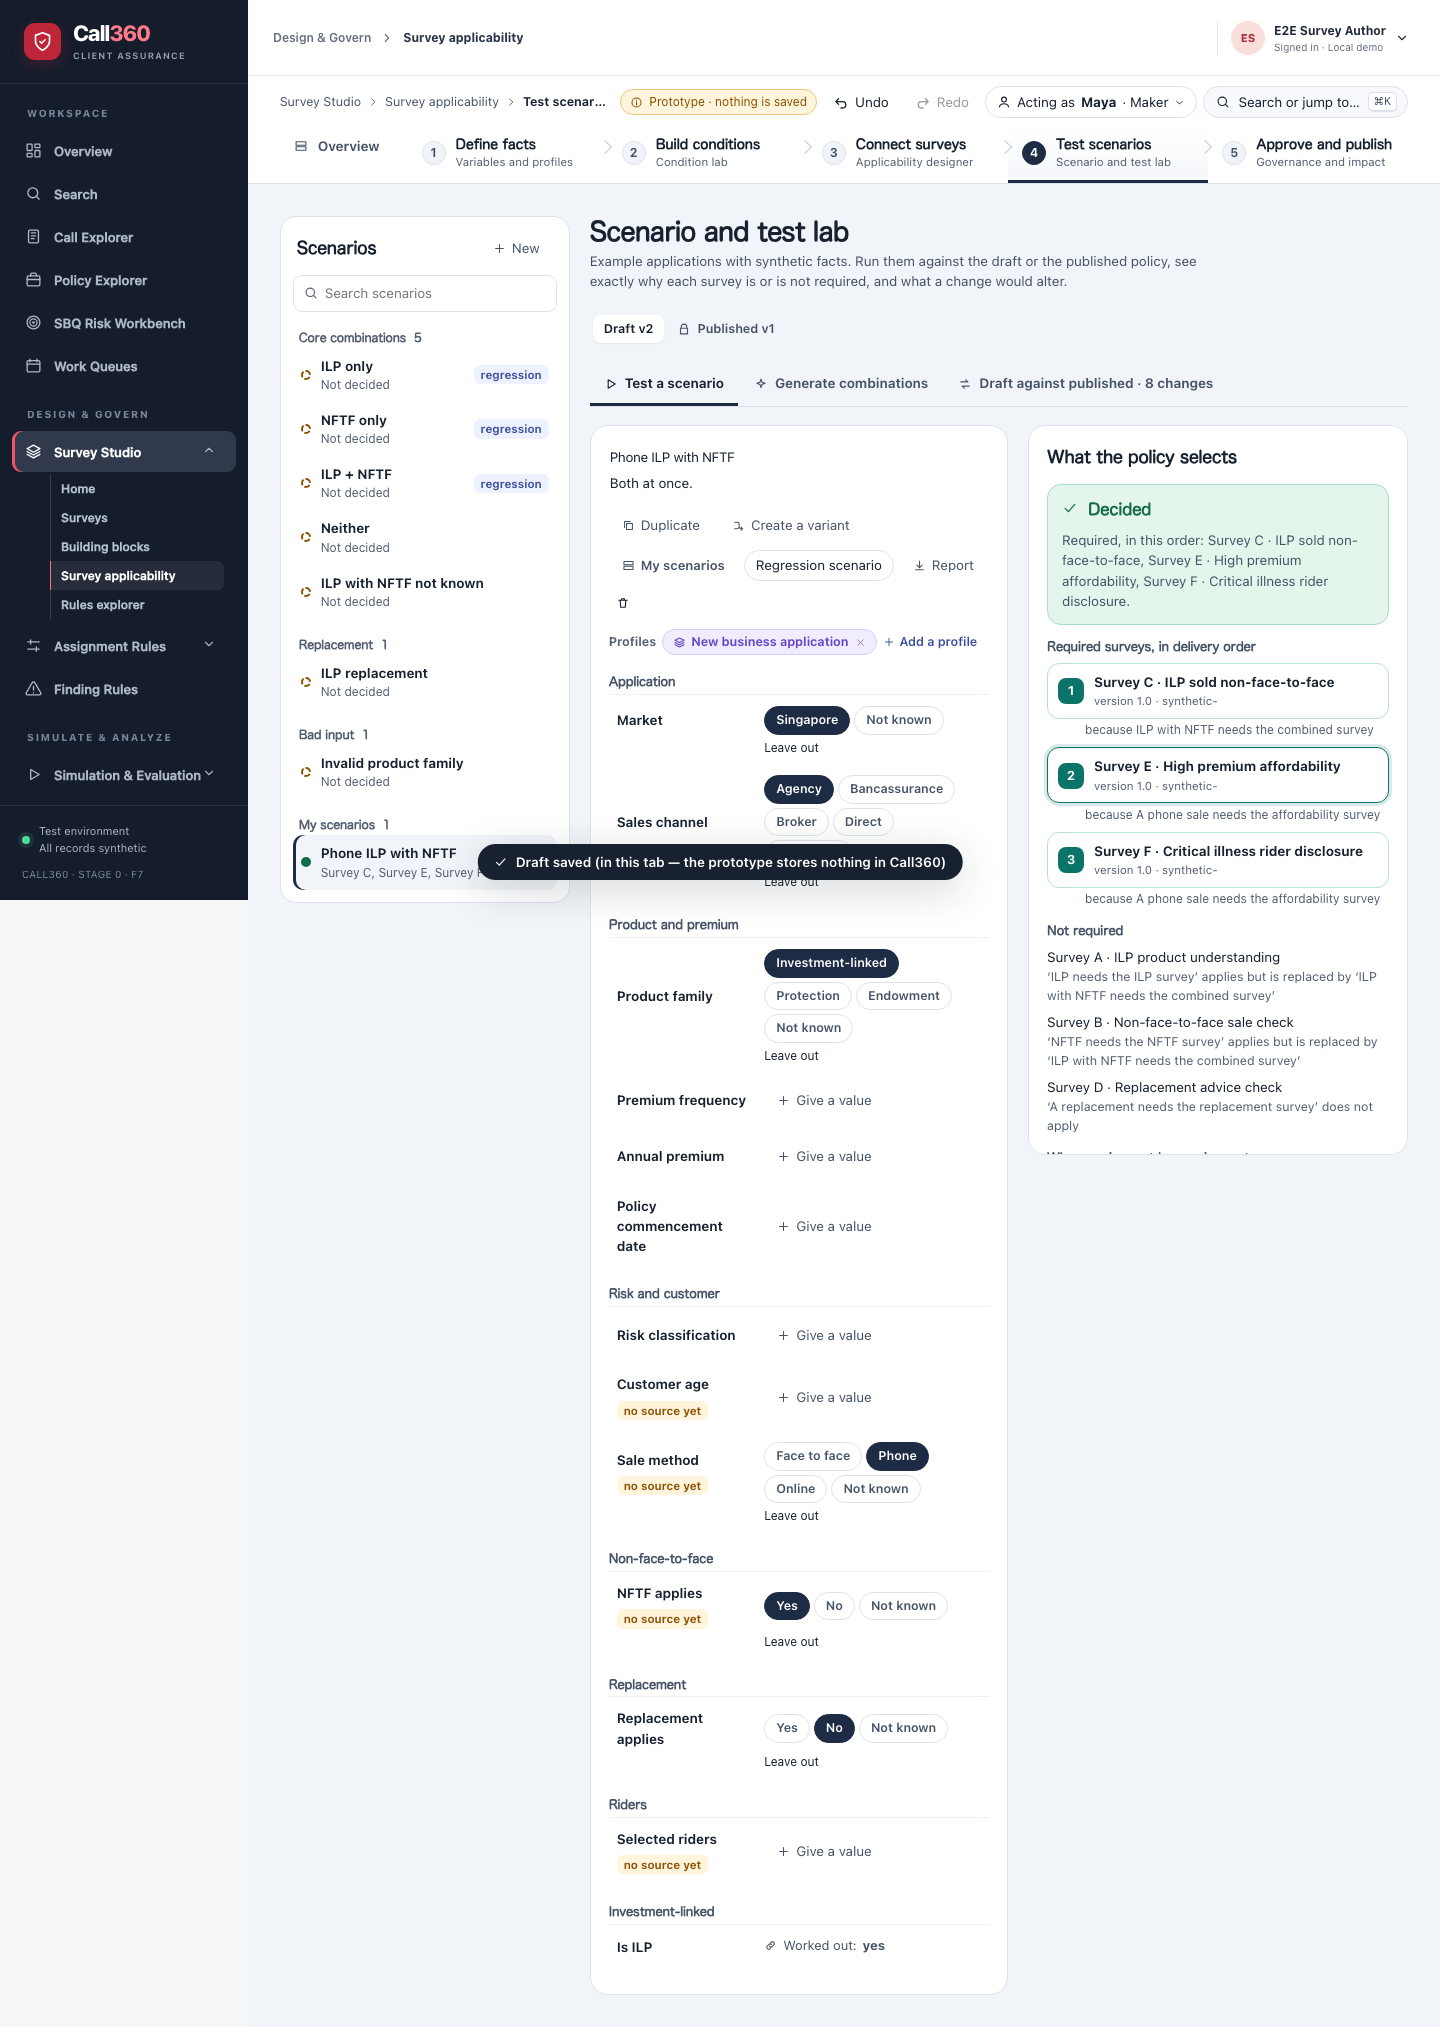 Call360
CLIENT ASSURANCE
WORKSPACE
Overview
Search
Call Explorer
Policy Explorer
SBQ Risk Workbench
Work Queues
DESIGN & GOVERN
Survey Studio
Home
Surveys
Building blocks
Survey applicability
Rules explorer
Assignment Rules
Finding Rules
SIMULATE & ANALYZE
Simulation & Evaluation
Test environment
All records synthetic
CALL360 · STAGE 0 · F7
Design & Govern
Survey applicability
ES
E2E Survey Author
Signed in · Local demo
Survey Studio
Survey applicability
Test scenar...
Prototype · nothing is saved
Undo
Redo
Acting as Maya · Maker
Search or jump to...
⌘K
Overview
1
Define facts
Variables and profiles
2
Build conditions
Condition lab
3
Connect surveys
Applicability designer
4
Test scenarios
Scenario and test lab
5
Approve and publish
Governance and impact
Scenarios
New
Search scenarios
Core combinations 5
ILP only
Not decided
regression
NFTF only
Not decided
regression
ILP + NFTF
Not decided
regression
Neither
Not decided
ILP with NFTF not known
Not decided
Replacement 1
ILP replacement
Not decided
Bad input 1
Invalid product family
Not decided
My scenarios 1
Phone ILP with NFTF
Survey C, Survey E, Survey
Scenario and test lab
Example applications with synthetic facts. Run them against the draft or the published policy, see
exactly why each survey is or is not required, and what a change would alter.
Draft v2
Published v1
Test a scenario
Generate combinations
Draft against published · 8 changes
Phone ILP with NFTF
Both at once.
Duplicate
Create a variant
My scenarios
Regression scenario
Report
Profiles
New business application
Add a profile
Application
Market
Singapore
Not known
Leave out
Sales channel
Agency
Bancassurance
Broker
Direct
Draft saved (in this tab — the prototype stores nothing in Call360)
Leave out
Product and premium
Product family
Investment-linked
Protection
Endowment
Not known
Leave out
Premium frequency
Give a value
Annual premium
Give a value
Policy
commencement
date
Give a value
Risk and customer
Risk classification
Give a value
Customer age
no source yet
Give a value
Sale method
no source yet
Face to face
Phone
Online
Not known
Leave out
Non-face-to-face
NFTF applies
no source yet
Yes
No
Not known
Leave out
Replacement
Replacement
applies
Yes
No
Not known
Leave out
Riders
Selected riders
no source yet
Give a value
Investment-linked
Is ILP
Worked out: yes
What the policy selects
Decided
Required, in this order: Survey C · ILP sold non-
face-to-face, Survey E · High premium
affordability, Survey F · Critical illness rider
disclosure.
Required surveys, in delivery order
1
Survey C · ILP sold non-face-to-face
version 1.0 · synthetic-
because ILP with NFTF needs the combined survey
2
Survey E · High premium affordability
version 1.0 · synthetic-
because A phone sale needs the affordability survey
3
Survey F · Critical illness rider disclosure
version 1.0 · synthetic-
because A phone sale needs the affordability survey
Not required
Survey A · ILP product understanding
‘ILP needs the ILP survey’ applies but is replaced by ‘ILP
with NFTF needs the combined survey’
Survey B · Non-face-to-face sale check
‘NFTF needs the NFTF survey’ applies but is replaced by
‘ILP with NFTF needs the combined survey’
Survey D · Replacement advice check
‘A replacement needs the replacement survey’ does not
apply